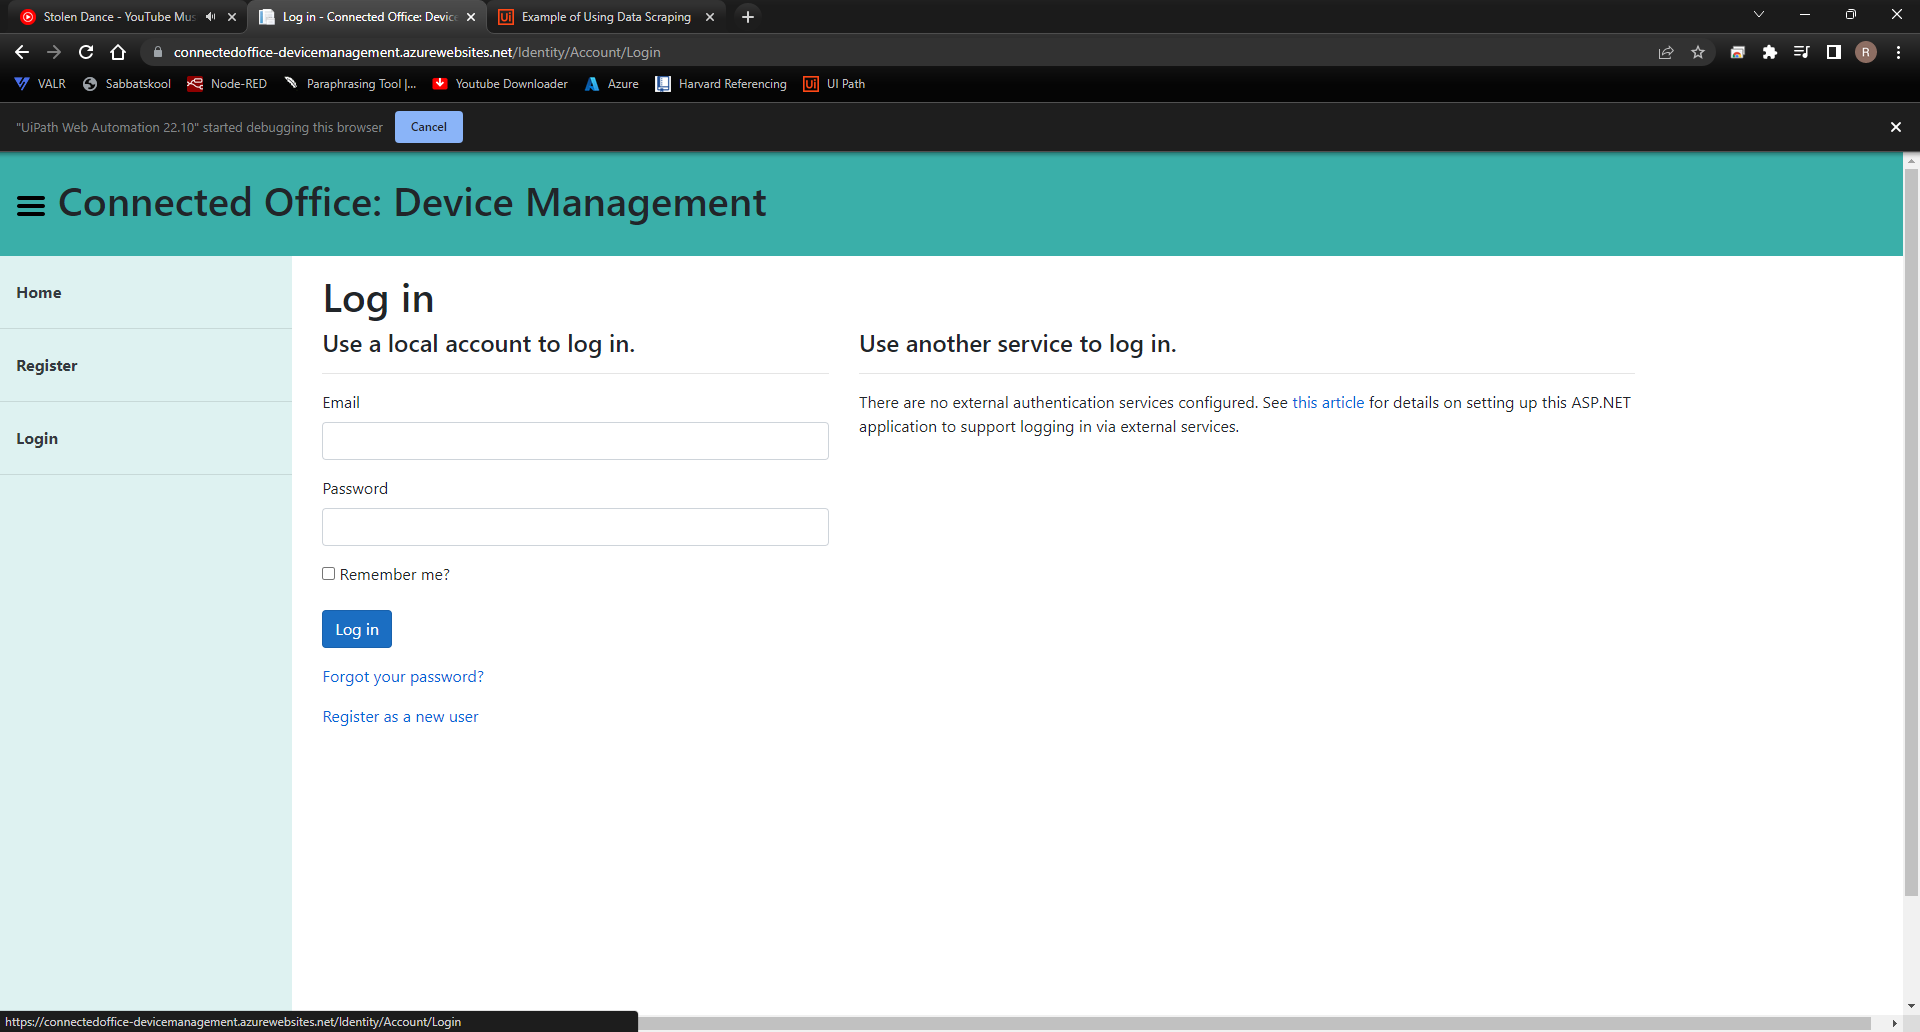 Stolen Dance - YouTube Mus
Log in - Connected Office: Device
Example of Using Data Scraping
connectedoffice-devicemanagement.azurewebsites.net/Identity/Account/Login
R
VALR
Sabbatskool
Node-RED
Paraphrasing Tool |...
Youtube Downloader
Azure
Harvard Referencing
Ui UI Path
"UiPath Web Automation 22.10" started debugging this browser
Cancel
Connected Office: Device Management
Home
Register
Login
Log in
Use a local account to log in.
Email
Password
Remember me?
Log in
Forgot your password?
Register as a new user
Use another service to log in.
There are no external authentication services configured. See this article for details on setting up this ASP.NET
application to support logging in via external services.
https://connectedoffice-devicemanagement.azurewebsites.net/Identity/Account/Login